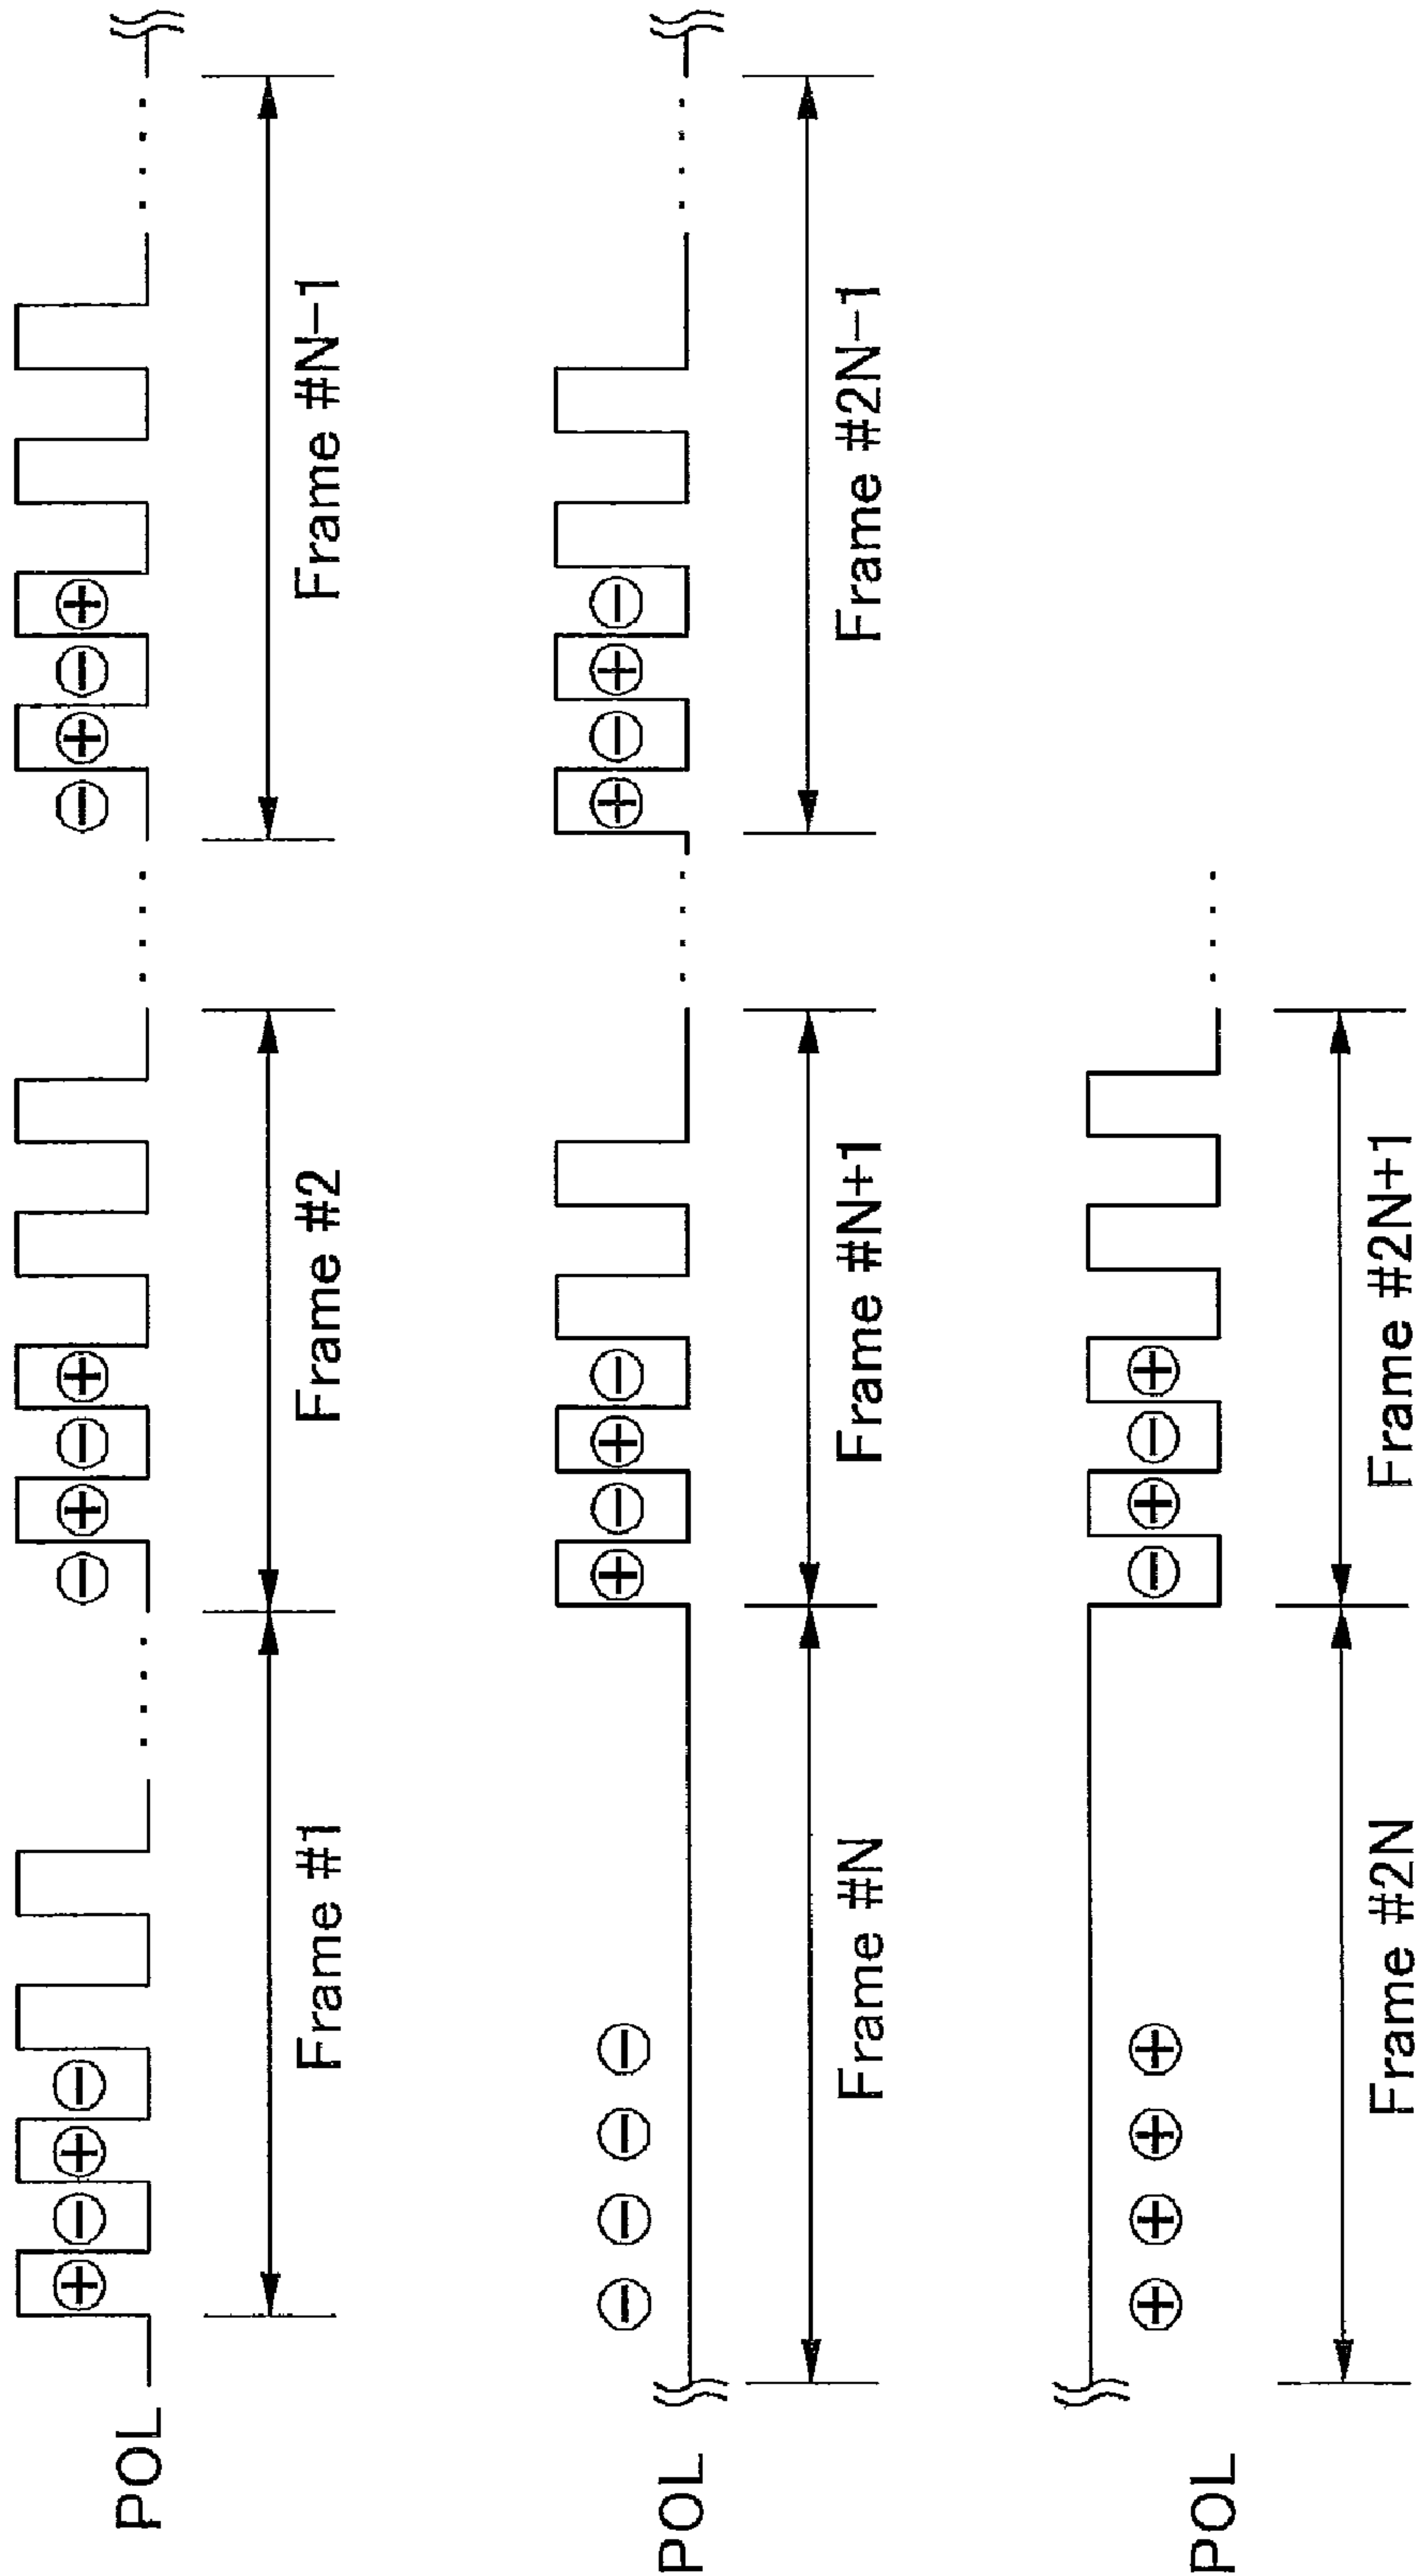 POL
⊕ ⊖ ⊕ ⊖ ⊖ ⊕ ⊖ ⊕ ⊖ ⊕ ⊖ ⊕
Frame #1 Frame #2 Frame #N-1
POL
⊖ ⊖ ⊖ ⊖ ⊕ ⊖ ⊕ ⊖ ⊕ ⊖ ⊕ ⊖
Frame #N Frame #N+1 Frame #2N-1
POL
⊕ ⊕ ⊕ ⊕ ⊖ ⊕ ⊖ ⊕
Frame #2N Frame #2N+1